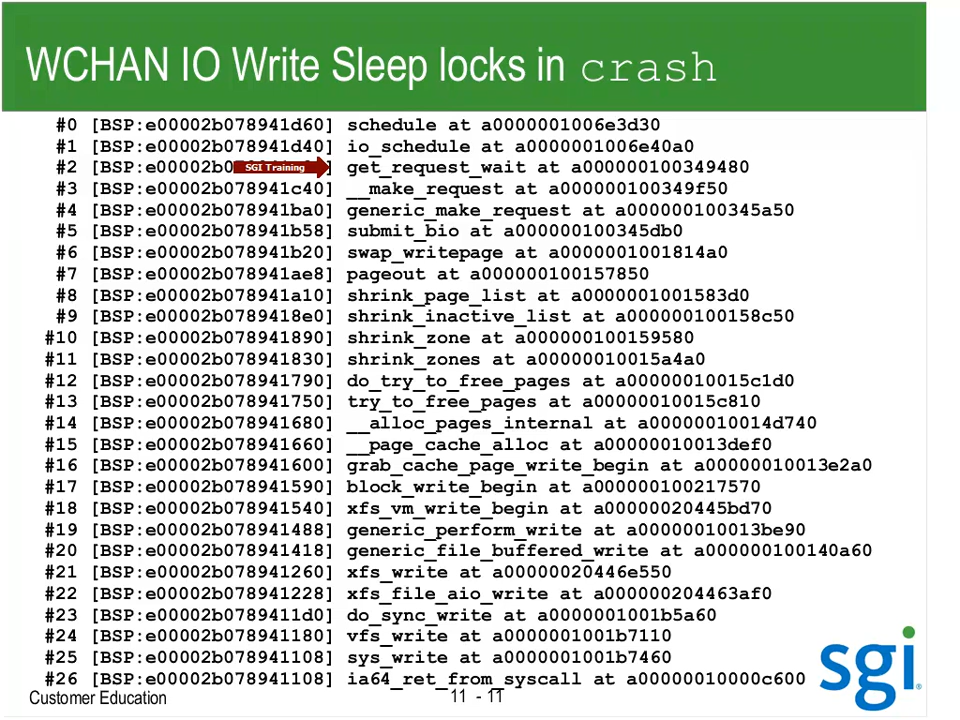 WCHAN IO Write Sleep locks in crash
#0 [BSP:e00002b078941d60] schedule at a0000001006e3d30
#1 [BSP:e00002b078941d40] io_schedule at a0000001006e40a0
#2 SGI Training get_request_wait at a000000100349480
#3 [BSP:e00002b078941c40] __make_request at a000000100349f50
#4 [BSP:e00002b078941ba0] generic_make_request at a000000100345a50
#5 [BSP:e00002b078941b58] submit_bio at a000000100345db0
#6 [BSP:e00002b078941b20] swap_writepage at a0000001001814a0
#7 [BSP:e00002b078941ae8] pageout at a000000100157850
#8 [BSP:e00002b078941a10] shrink_page_list at a0000001001583d0
#9 [BSP:e00002b0789418e0] shrink_inactive_list at a000000100158c50
#10 [BSP:e00002b078941890] shrink_zone at a000000100159580
#11 [BSP:e00002b078941830] shrink_zones at a00000010015a4a0
#12 [BSP:e00002b078941790] do_try_to_free_pages at a00000010015c1d0
#13 [BSP:e00002b078941750] try_to_free_pages at a00000010015c810
#14 [BSP:e00002b078941680] __alloc_pages_internal at a00000010014d740
#15 [BSP:e00002b078941660] __page_cache_alloc at a00000010013def0
#16 [BSP:e00002b078941600] grab_cache_page_write_begin at a00000010013e2a0
#17 [BSP:e00002b078941590] block_write_begin at a000000100217570
#18 [BSP:e00002b078941540] xfs_vm_write_begin at a00000020445bd70
#19 [BSP:e00002b078941488] generic_perform_write at a00000010013be90
#20 [BSP:e00002b078941418] generic_file_buffered_write at a000000100140a60
#21 [BSP:e00002b078941260] xfs_write at a00000020446e550
#22 [BSP:e00002b078941228] xfs_file_aio_write at a000000204463af0
#23 [BSP:e00002b0789411d0] do_sync_write at a0000001001b5a60
#24 [BSP:e00002b078941180] vfs_write at a0000001001b7110
#25 [BSP:e00002b078941108] sys_write at a0000001001b7460
#26 [BSP:e00002b078941108] ia64_ret_from_syscall at a00000010000c600
sgi
Customer Education
11 - 11